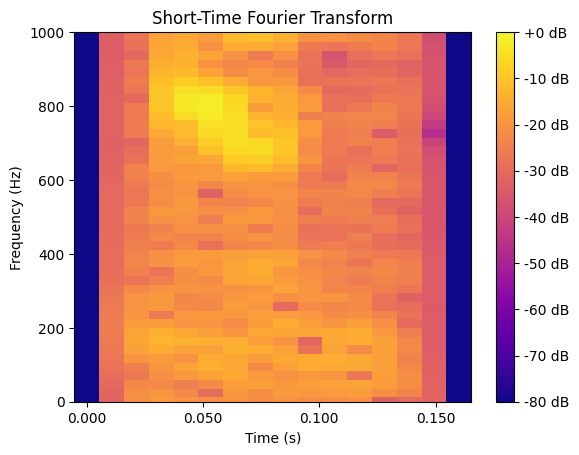 Short-Time Fourier Transform
1000
800
600
400
200
0
Frequency (Hz)
0.000
0.050
0.100
0.150
Time (s)
+0 dB
-10 dB
-20 dB
-30 dB
-40 dB
-50 dB
-60 dB
-70 dB
-80 dB